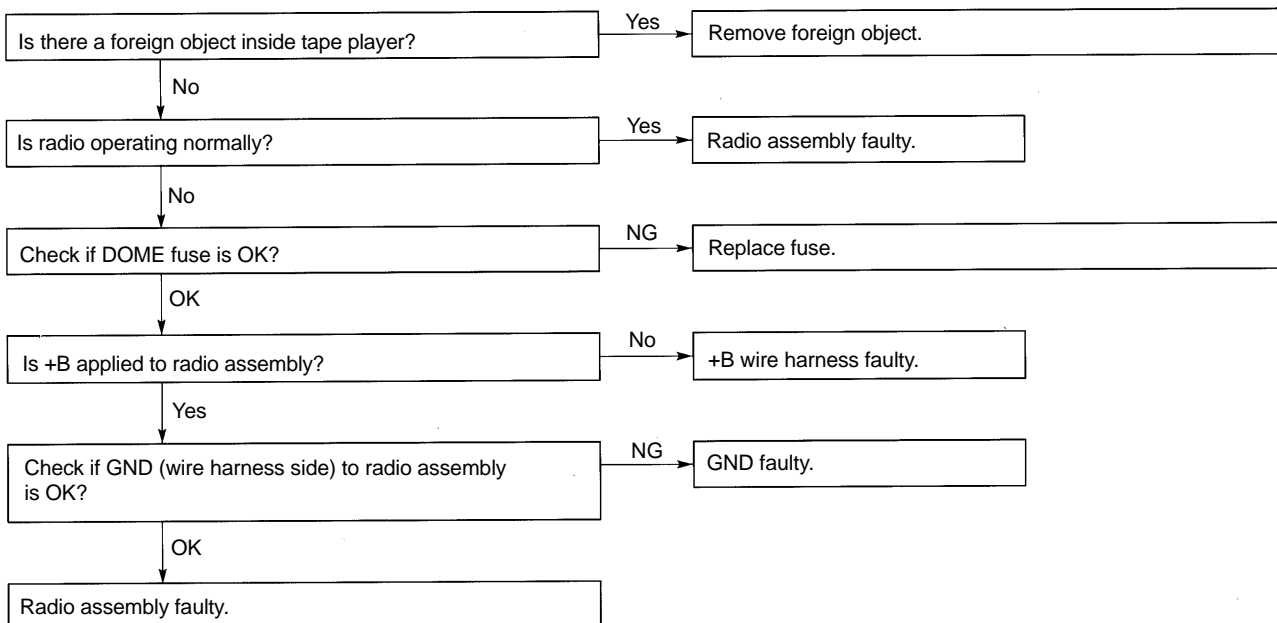 Is there a foreign object inside tape player?
Yes
Remove foreign object.
No
Is radio operating normally?
Yes
Radio assembly faulty.
No
Check if DOME fuse is OK?
NG
Replace fuse.
OK
Is +B applied to radio assembly?
No
+B wire harness faulty.
Yes
Check if GND (wire harness side) to radio assembly
is OK?
NG
GND faulty.
OK
Radio assembly faulty.